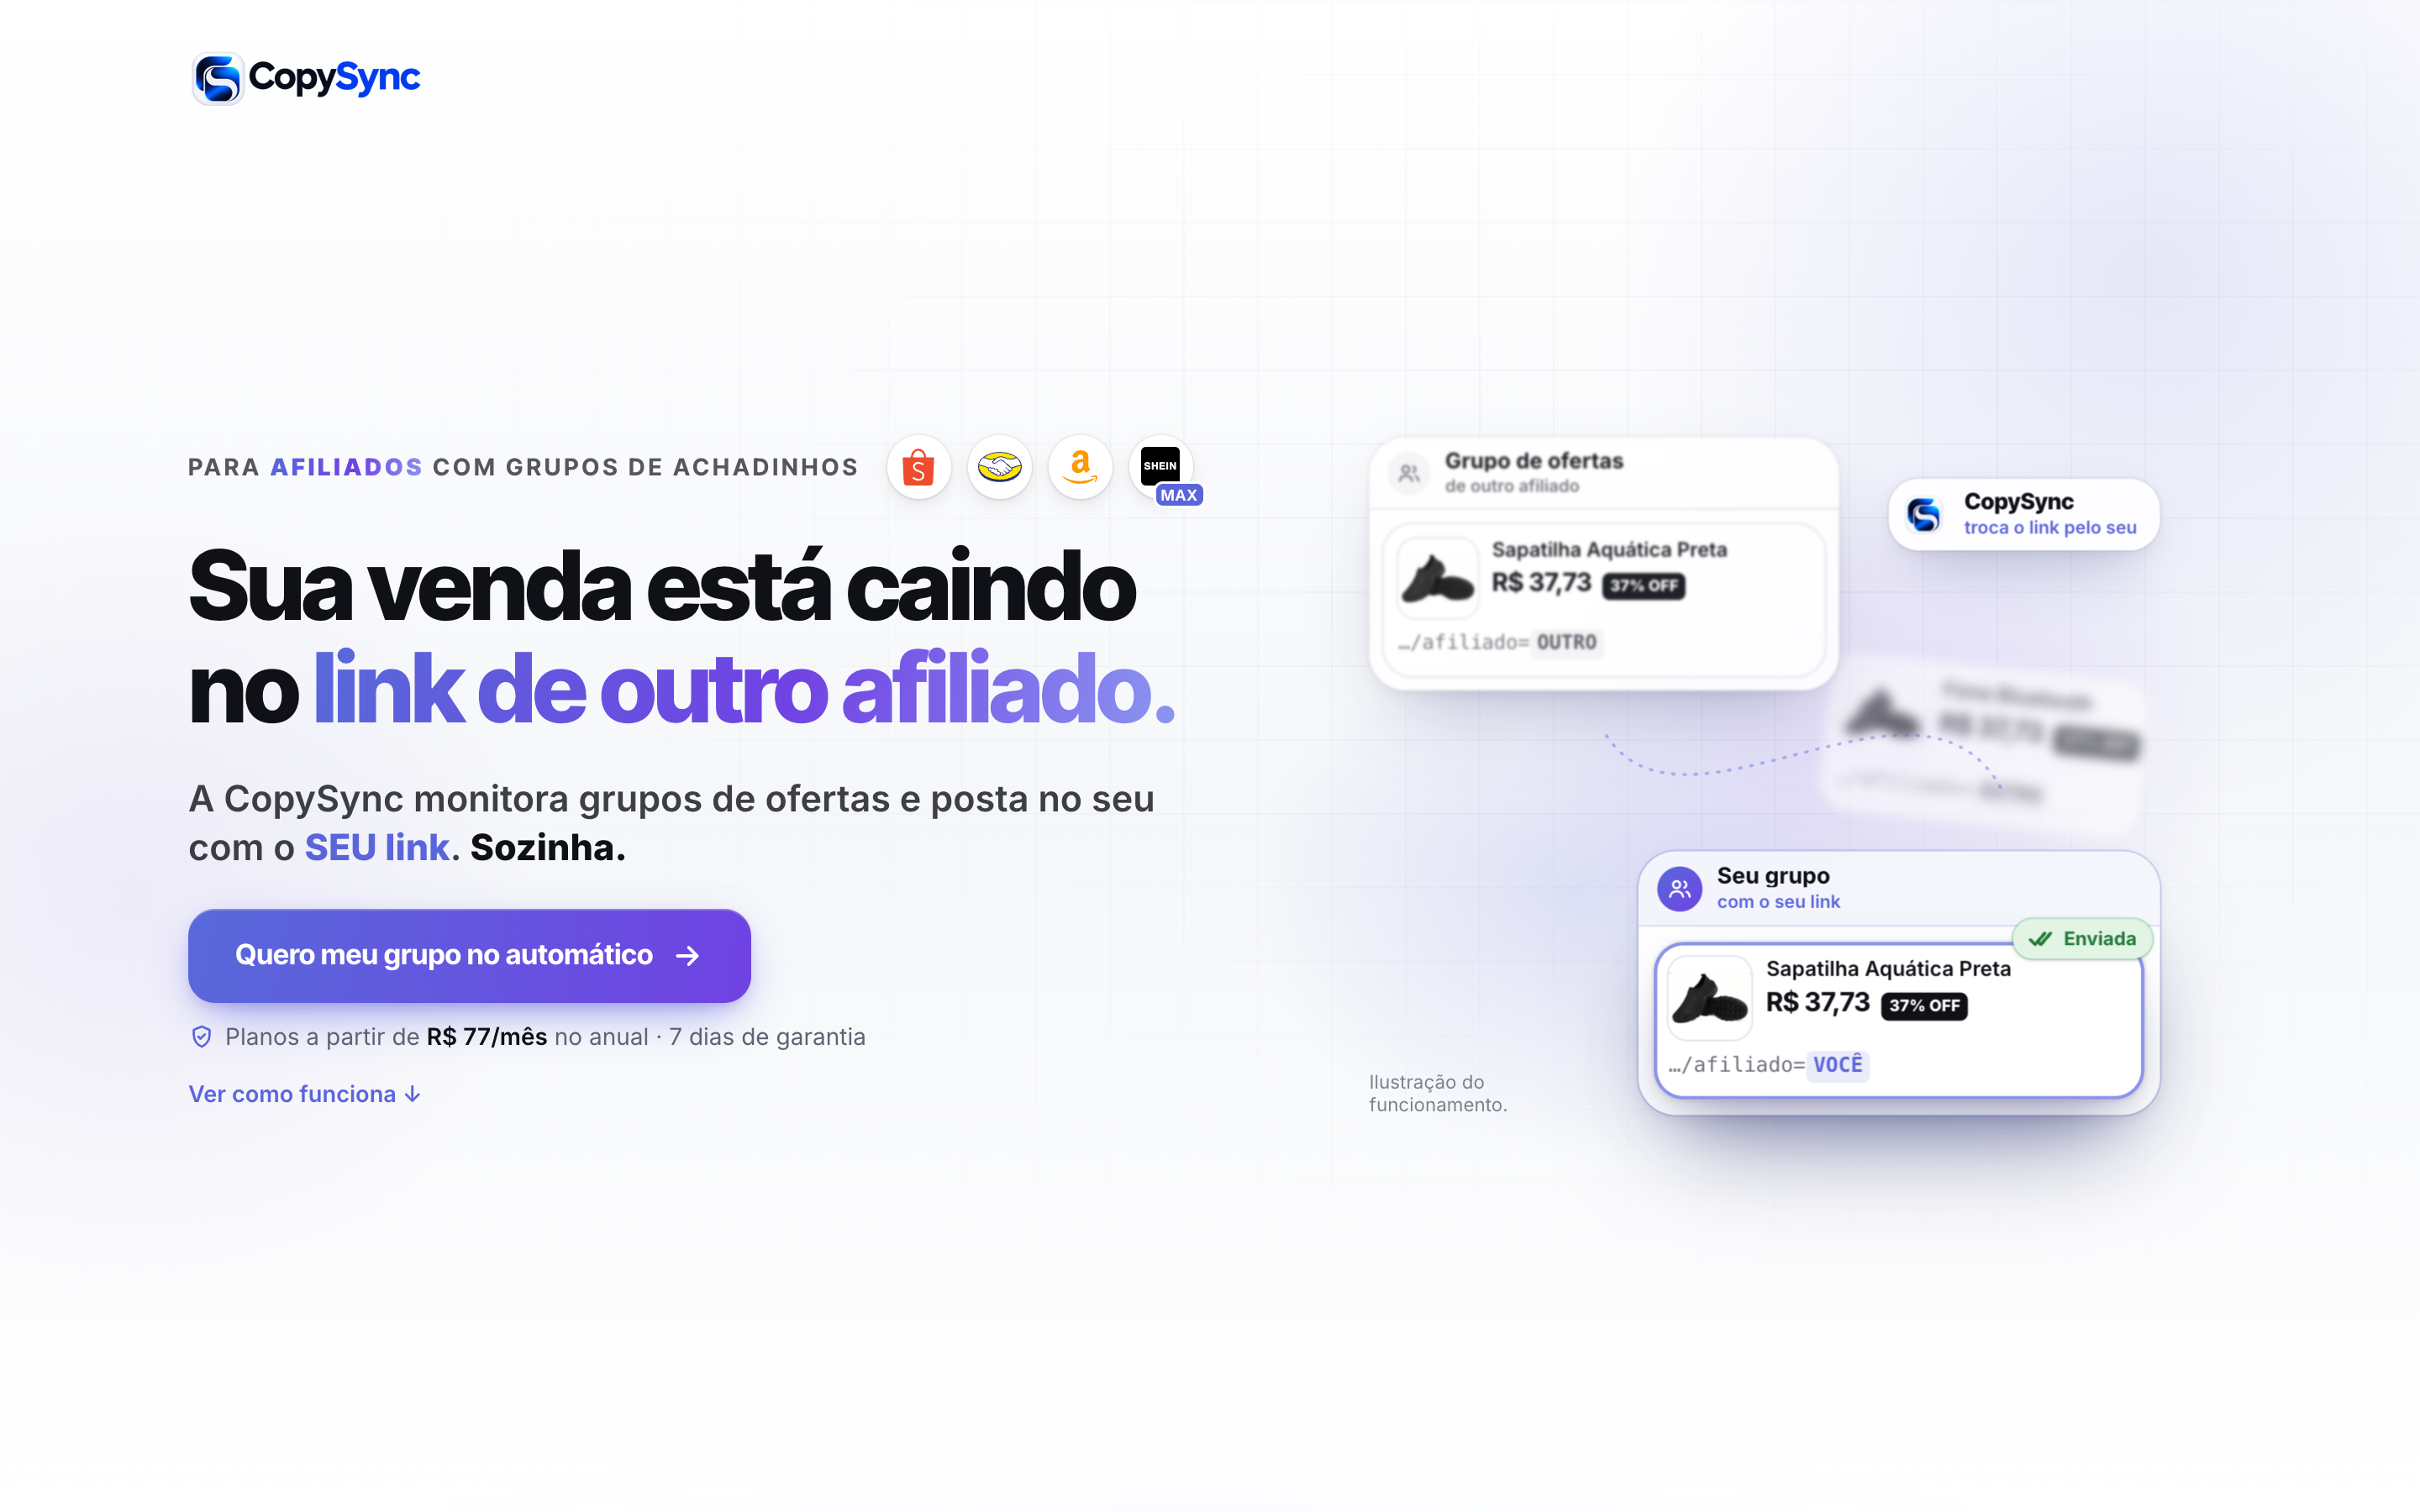 CopySync
PARA AFILIADOS COM GRUPOS DE ACHADINHOS
SHEIN
MAX
Sua venda está caindo
no link de outro afiliado.
A CopySync monitora grupos de ofertas e posta no seu
com o SEU link. Sozinha.
Quero meu grupo no automático →
Planos a partir de R$ 77/mês no anual · 7 dias de garantia
Ver como funciona ↓
Grupo de ofertas
de outro afiliado
Sapatilha Aquática Preta
R$ 37,73 37% OFF
…/afiliado= OUTRO
CopySync
troca o link pelo seu
R$ 37,73
Seu grupo
com o seu link
Enviada
Sapatilha Aquática Preta
R$ 37,73 37% OFF
…/afiliado= VOCÊ
Ilustração do
funcionamento.